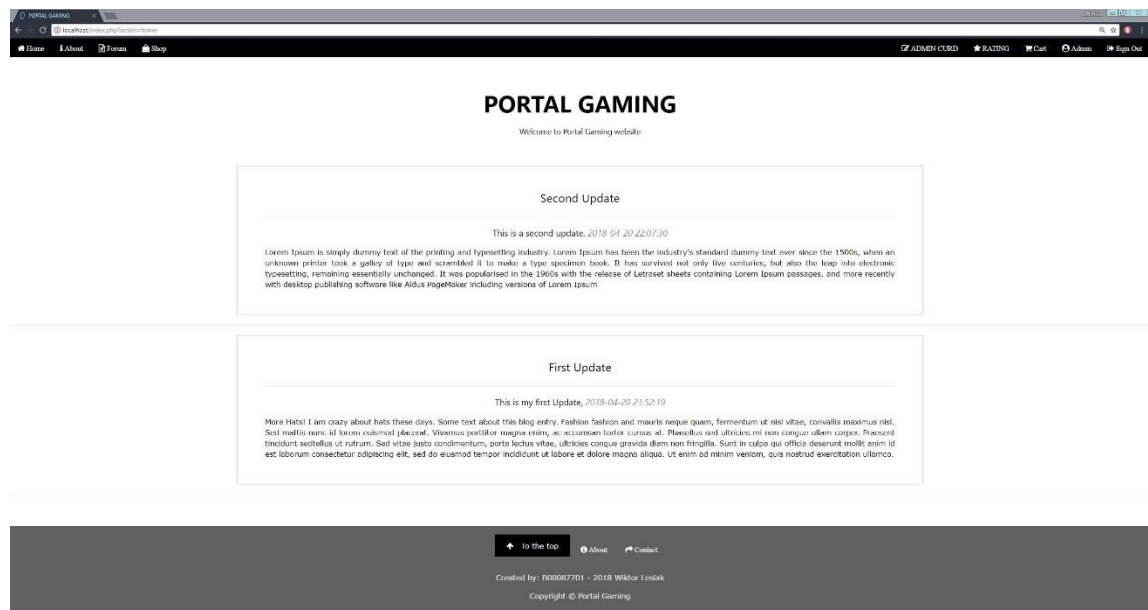 PORTAL GAMING
localhost/index.php?action=home
Home About Forum Shop ADMIN CURD RATING Cart Admin Sign Out
PORTAL GAMING
Welcome to Portal Gaming website
Second Update
This is a second update, 2018-04-20 22:07:30
Lorem Ipsum is simply dummy text of the printing and typesetting industry. Lorem Ipsum has been the industry's standard dummy text ever since the 1500s, when an
unknown printer took a galley of type and scrambled it to make a type specimen book. It has survived not only five centuries, but also the leap into electronic
typesetting, remaining essentially unchanged. It was popularised in the 1960s with the release of Letraset sheets containing Lorem Ipsum passages, and more recently
with desktop publishing software like Aldus PageMaker including versions of Lorem Ipsum
First Update
This is my first Update, 2018-04-20 21:52:19
More Hats! I am crazy about hats these days. Some text about this blog entry. Fashion fashion and mauris neque quam, fermentum ut nisl vitae, convallis maximus nisl.
Sed mattis nunc id lorem euismod placerat. Vivamus porttitor magna enim, ac accumsan tortor cursus at. Phasellus sed ultricies mi non congue ullam corper. Praesent
tincidunt sedtellus ut rutrum. Sed vitae justo condimentum, porta lectus vitae, ultricies congue gravida diam non fringilla. Sunt in culpa qui officia deserunt mollit anim id
est laborum consectetur adipiscing elit, sed do eiusmod tempor incididunt ut labore et dolore magna aliqua. Ut enim ad minim veniam, quis nostrud exercitation ullamco.
To the top About Contact
Created by: B00087701 - 2018 Wiktor Lesiak
Copyright © Portal Gaming